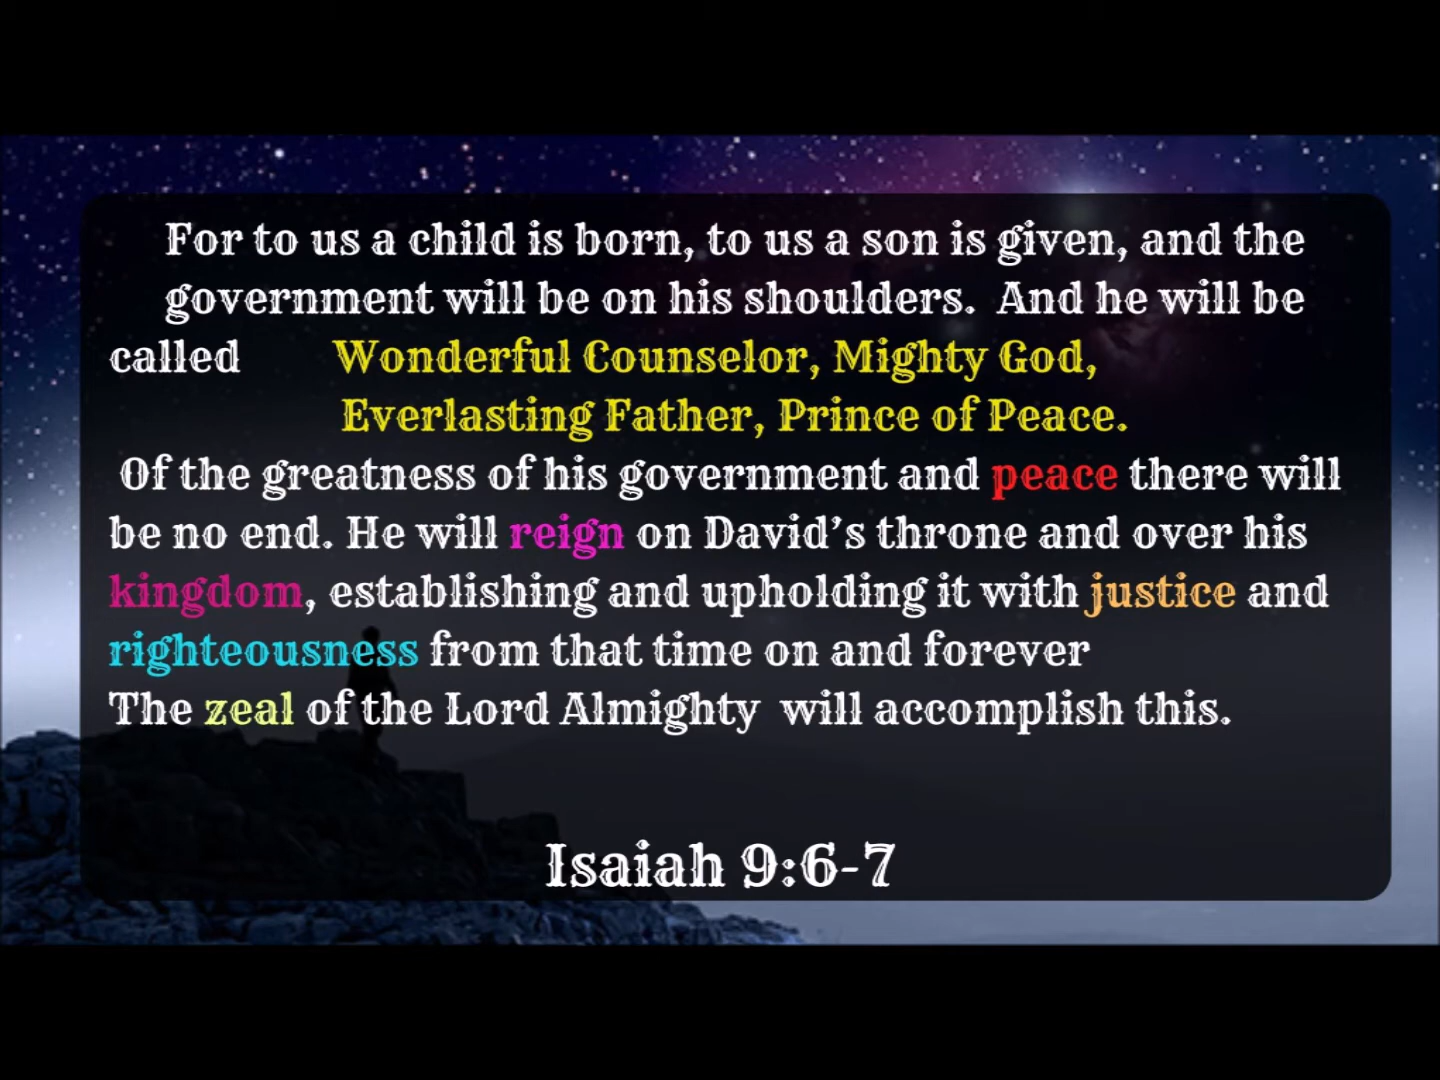 For to us a child is born, to us a son is given, and the
government will be on his shoulders. And he will be
called Wonderful Counselor, Mighty God,
Everlasting Father, Prince of Peace.
Of the greatness of his government and peace there will
be no end. He will reign on David’s throne and over his
kingdom, establishing and upholding it with justice and
righteousness from that time on and forever
The zeal of the Lord Almighty will accomplish this.
Isaiah 9:6-7